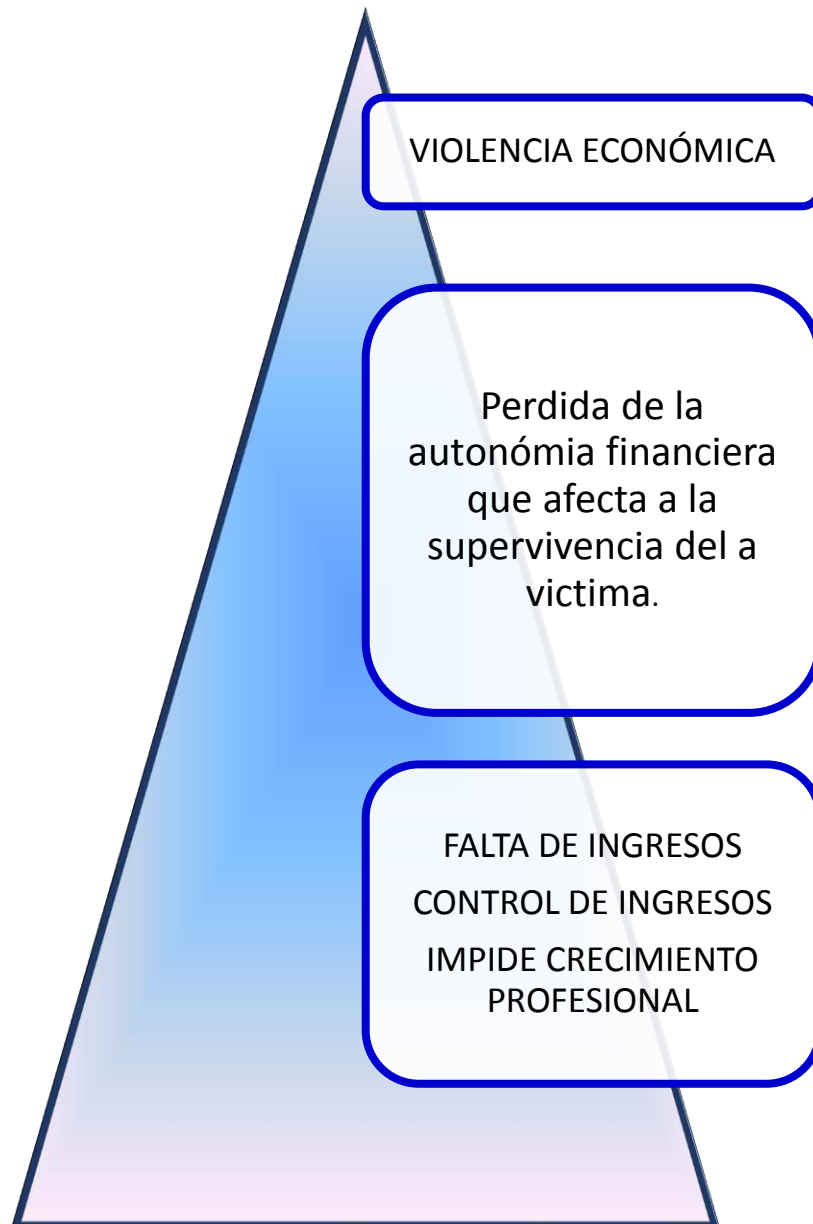 VIOLENCIA ECONÓMICA
Perdida de la
autonómia financiera
que afecta a la
supervivencia del a
victima.
FALTA DE INGRESOS
CONTROL DE INGRESOS
IMPIDE CRECIMIENTO
PROFESIONAL